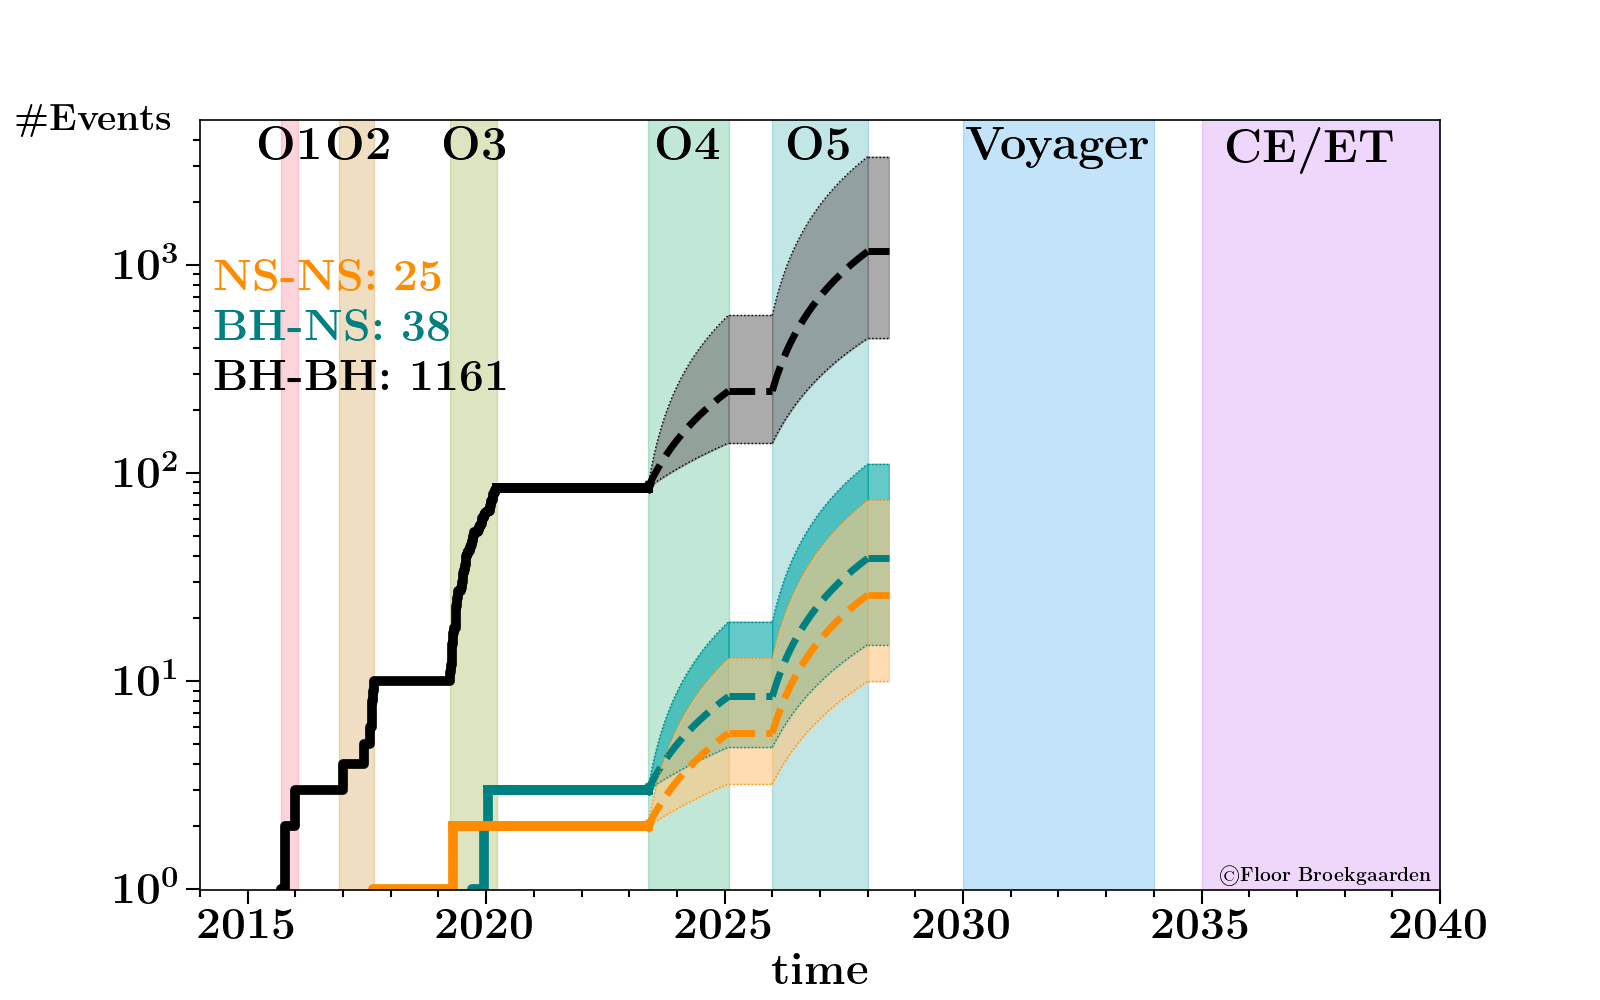 #Events
O1 O2 O3 O4 O5 Voyager CE/ET
10³
NS-NS: 25
BH-NS: 38
BH-BH: 1161
10²
10¹
10⁰
©Floor Broekgaarden
2015 2020 2025 2030 2035 2040
time